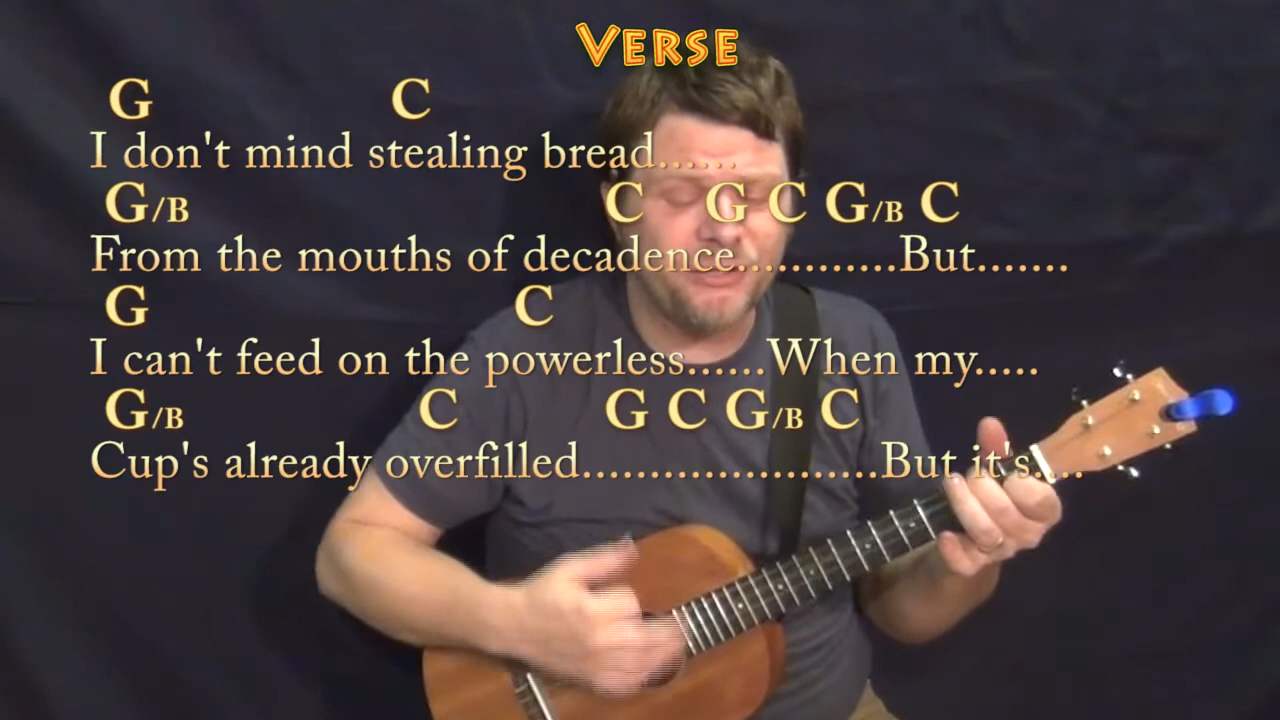 VERSE
G C
I don't mind stealing bread......
G/B C G C G/B C
From the mouths of decadence............But.......
G C
I can't feed on the powerless......When my.....
G/B C G C G/B C
Cup's already overfilled......................But it's....